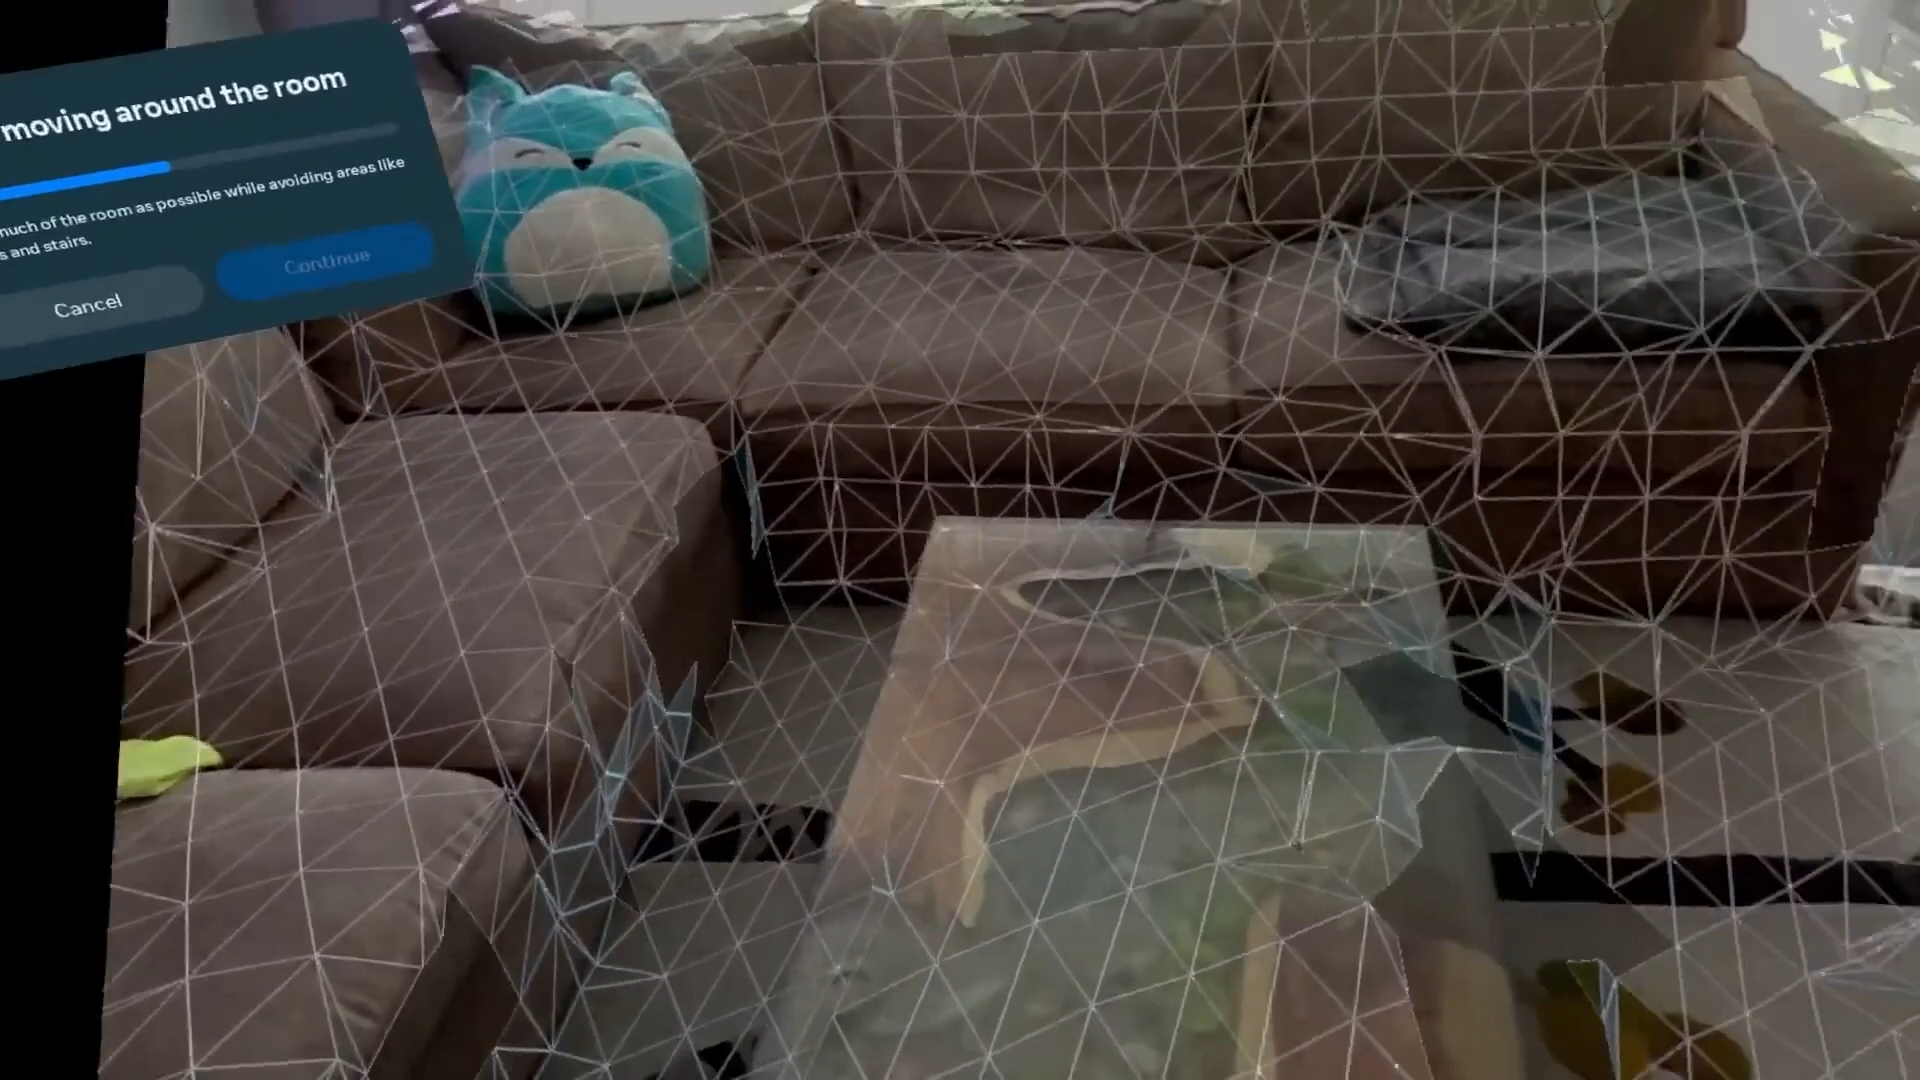 moving around the room
much of the room as possible while avoiding areas like
s and stairs.
Cancel
Continue